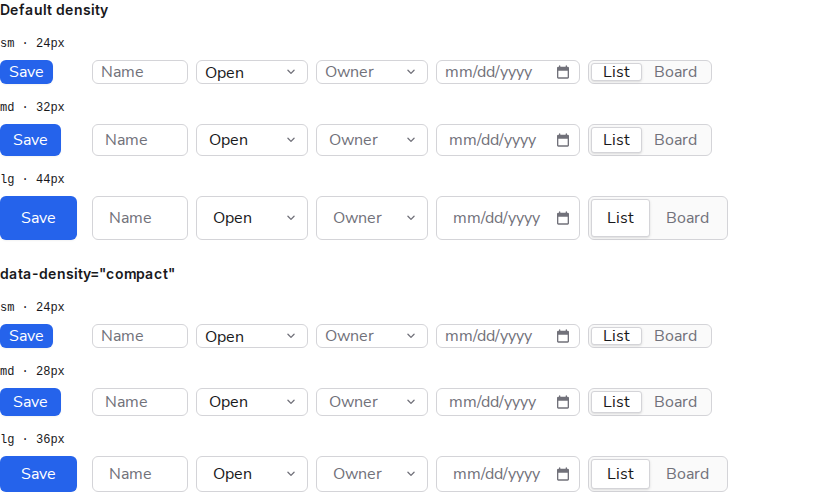 Default density
sm · 24px
Save Name Open Owner mm/dd/yyyy List Board
md · 32px
Save Name Open Owner mm/dd/yyyy List Board
lg · 44px
Save Name Open Owner mm/dd/yyyy List Board
data-density="compact"
sm · 24px
Save Name Open Owner mm/dd/yyyy List Board
md · 28px
Save Name Open Owner mm/dd/yyyy List Board
lg · 36px
Save Name Open Owner mm/dd/yyyy List Board